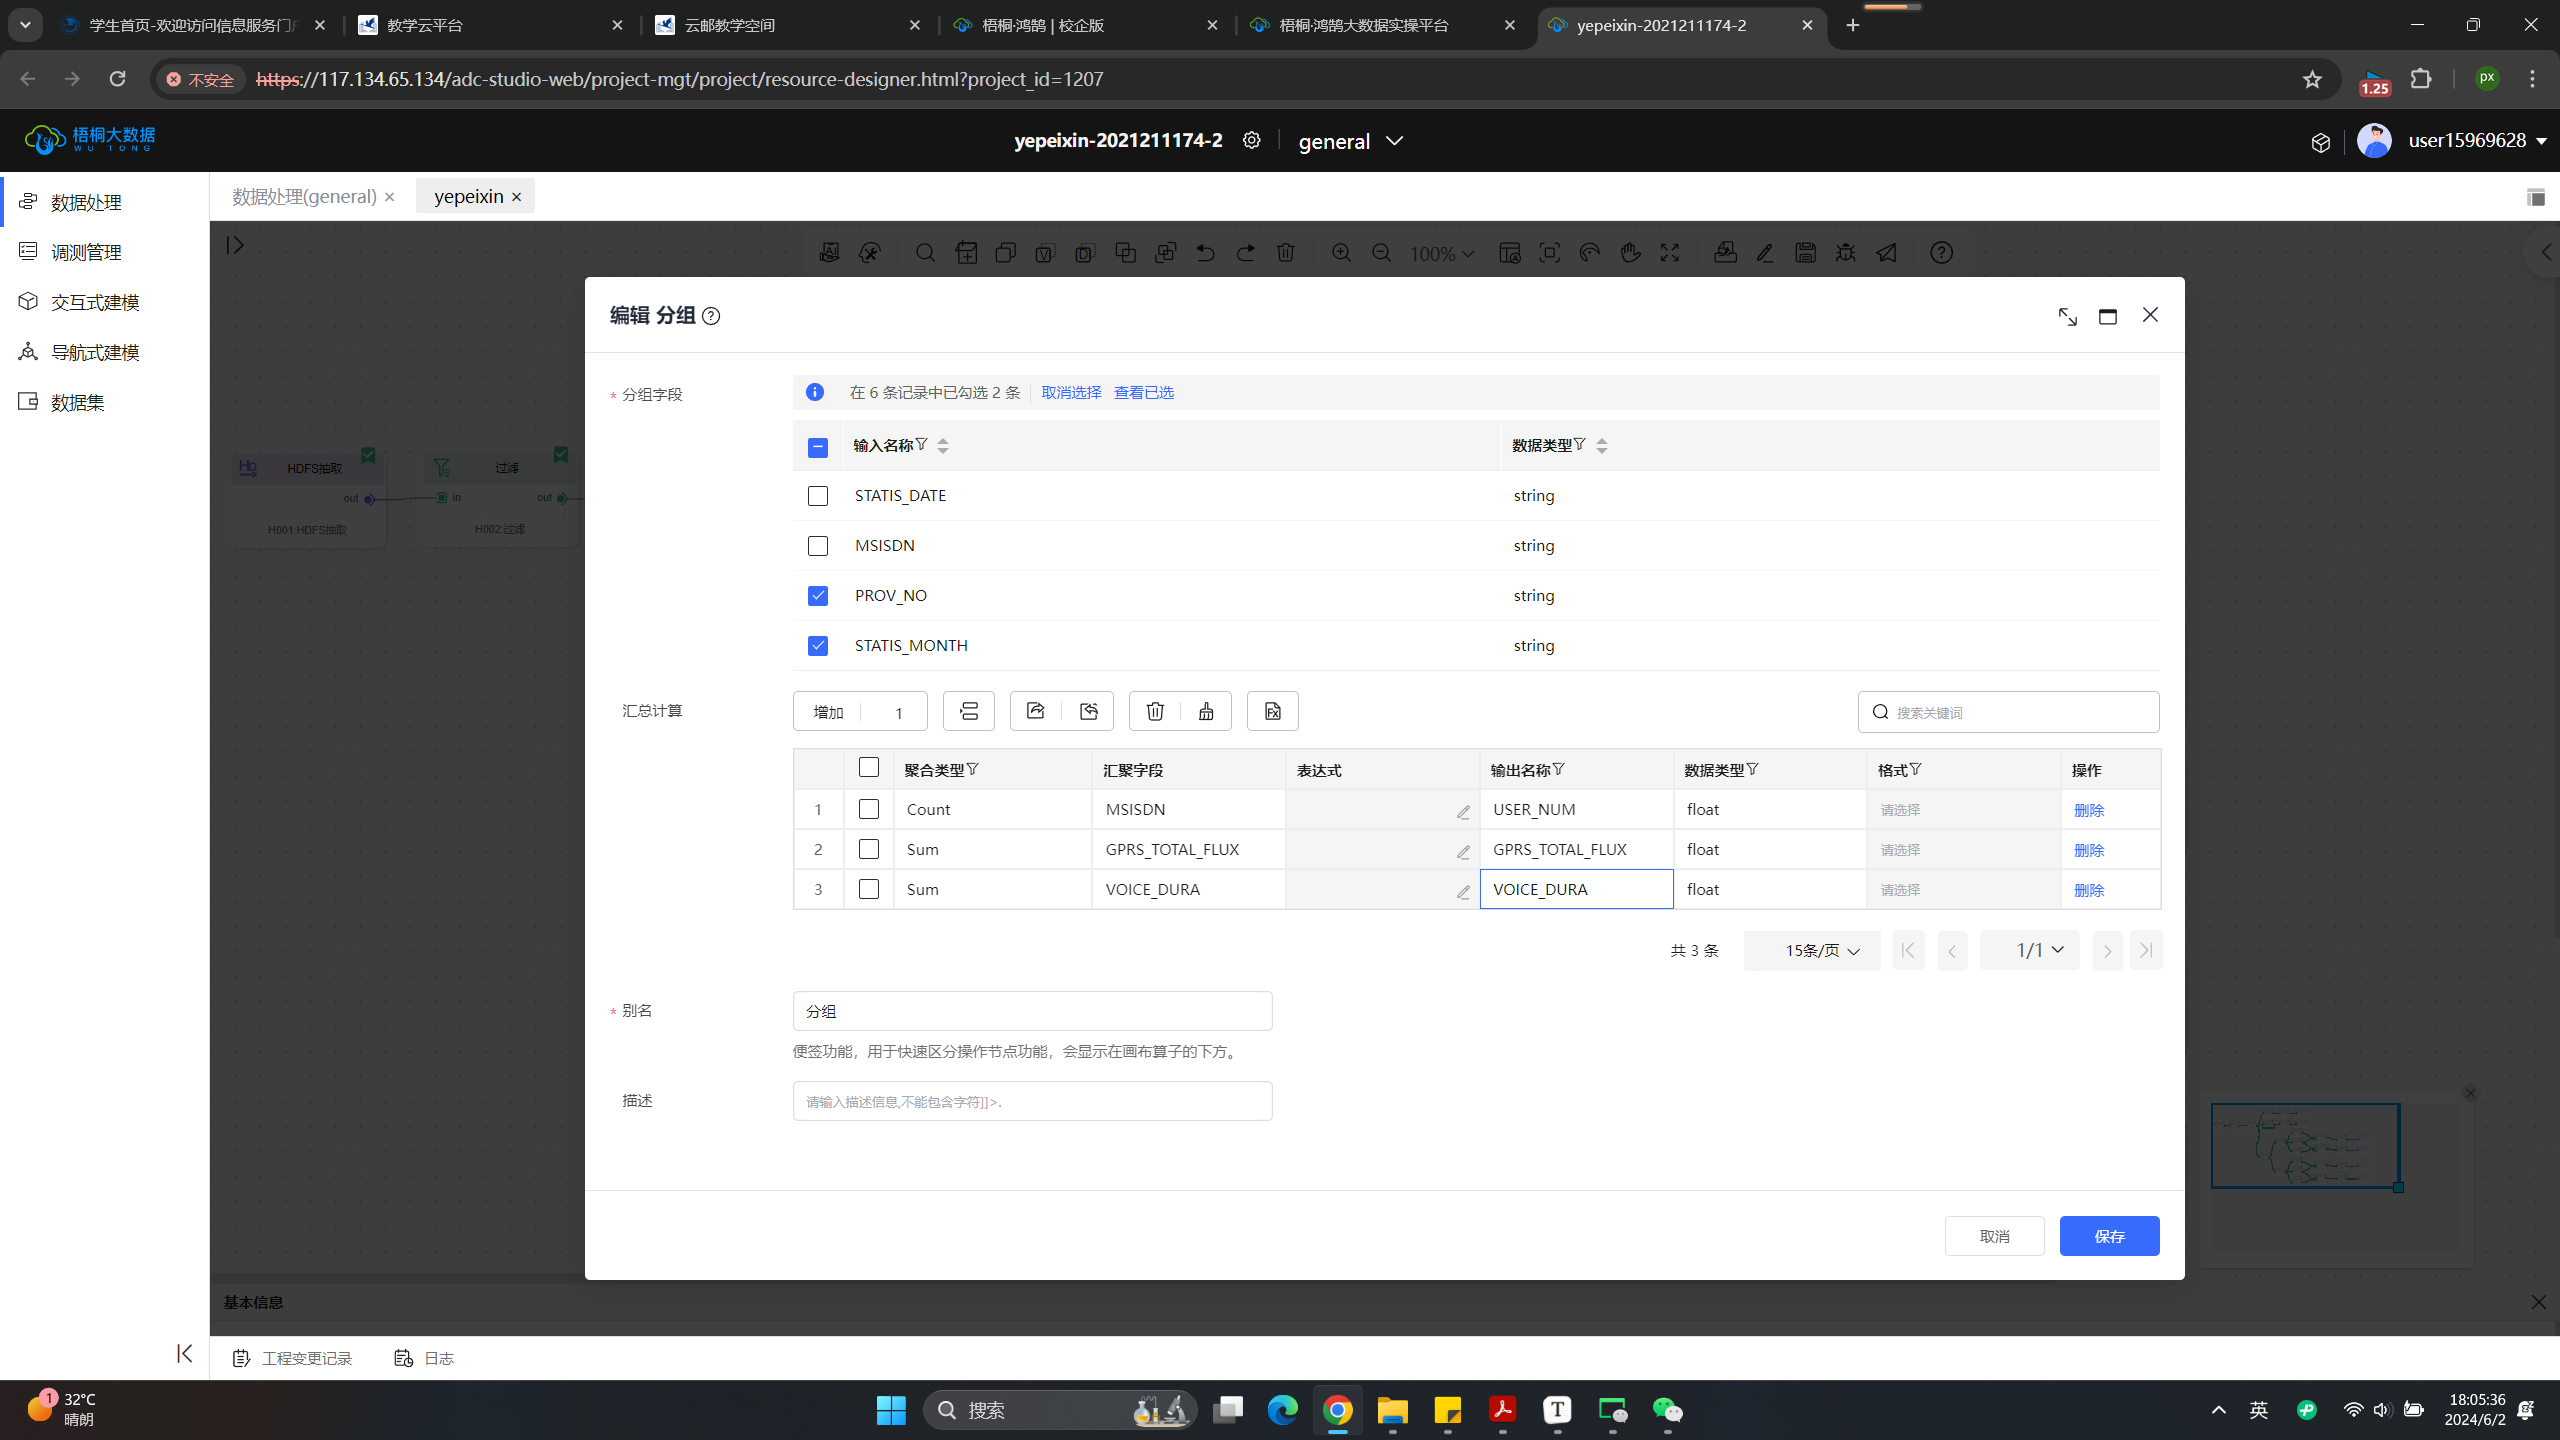 学生首页-欢迎访问信息服务门户
教学云平台
云邮教学空间
梧桐·鸿鹄 | 校企版
梧桐·鸿鹄大数据实操平台
yepeixin-2021211174-2
不安全
https://117.134.65.134/adc-studio-web/project-mgt/project/resource-designer.html?project_id=1207
1.25
px
梧桐大数据
WU TONG
yepeixin-2021211174-2
general
user15969628
数据处理
调测管理
交互式建模
导航式建模
数据集
数据处理(general)
yepeixin
100%
HDFS抽取
out
H001:HDFS抽取
过滤
in
out
H002:过滤
编辑 分组
* 分组字段
在 6 条记录中已勾选 2 条
取消选择
查看已选
输入名称
数据类型
STATIS_DATE
string
MSISDN
string
PROV_NO
string
STATIS_MONTH
string
汇总计算
增加
1
搜索关键词
聚合类型
汇聚字段
表达式
输出名称
数据类型
格式
操作
1 Count MSISDN USER_NUM float 请选择 删除
2 Sum GPRS_TOTAL_FLUX GPRS_TOTAL_FLUX float 请选择 删除
3 Sum VOICE_DURA VOICE_DURA float 请选择 删除
共 3 条
15条/页
1/1
* 别名
分组
便签功能，用于快速区分操作节点功能，会显示在画布算子的下方。
描述
请输入描述信息,不能包含字符]]>.
取消
保存
基本信息
工程变更记录
日志
1
32°C
晴朗
搜索
英
18:05:36
2024/6/2